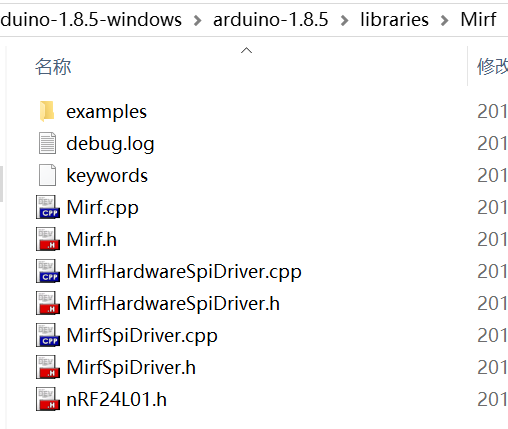 duino-1.8.5-windows > arduino-1.8.5 > libraries > Mirf
名称 修改
examples 201
debug.log 201
keywords 201
Mirf.cpp 201
Mirf.h 201
MirfHardwareSpiDriver.cpp 201
MirfHardwareSpiDriver.h 201
MirfSpiDriver.cpp 201
MirfSpiDriver.h 201
nRF24L01.h 201